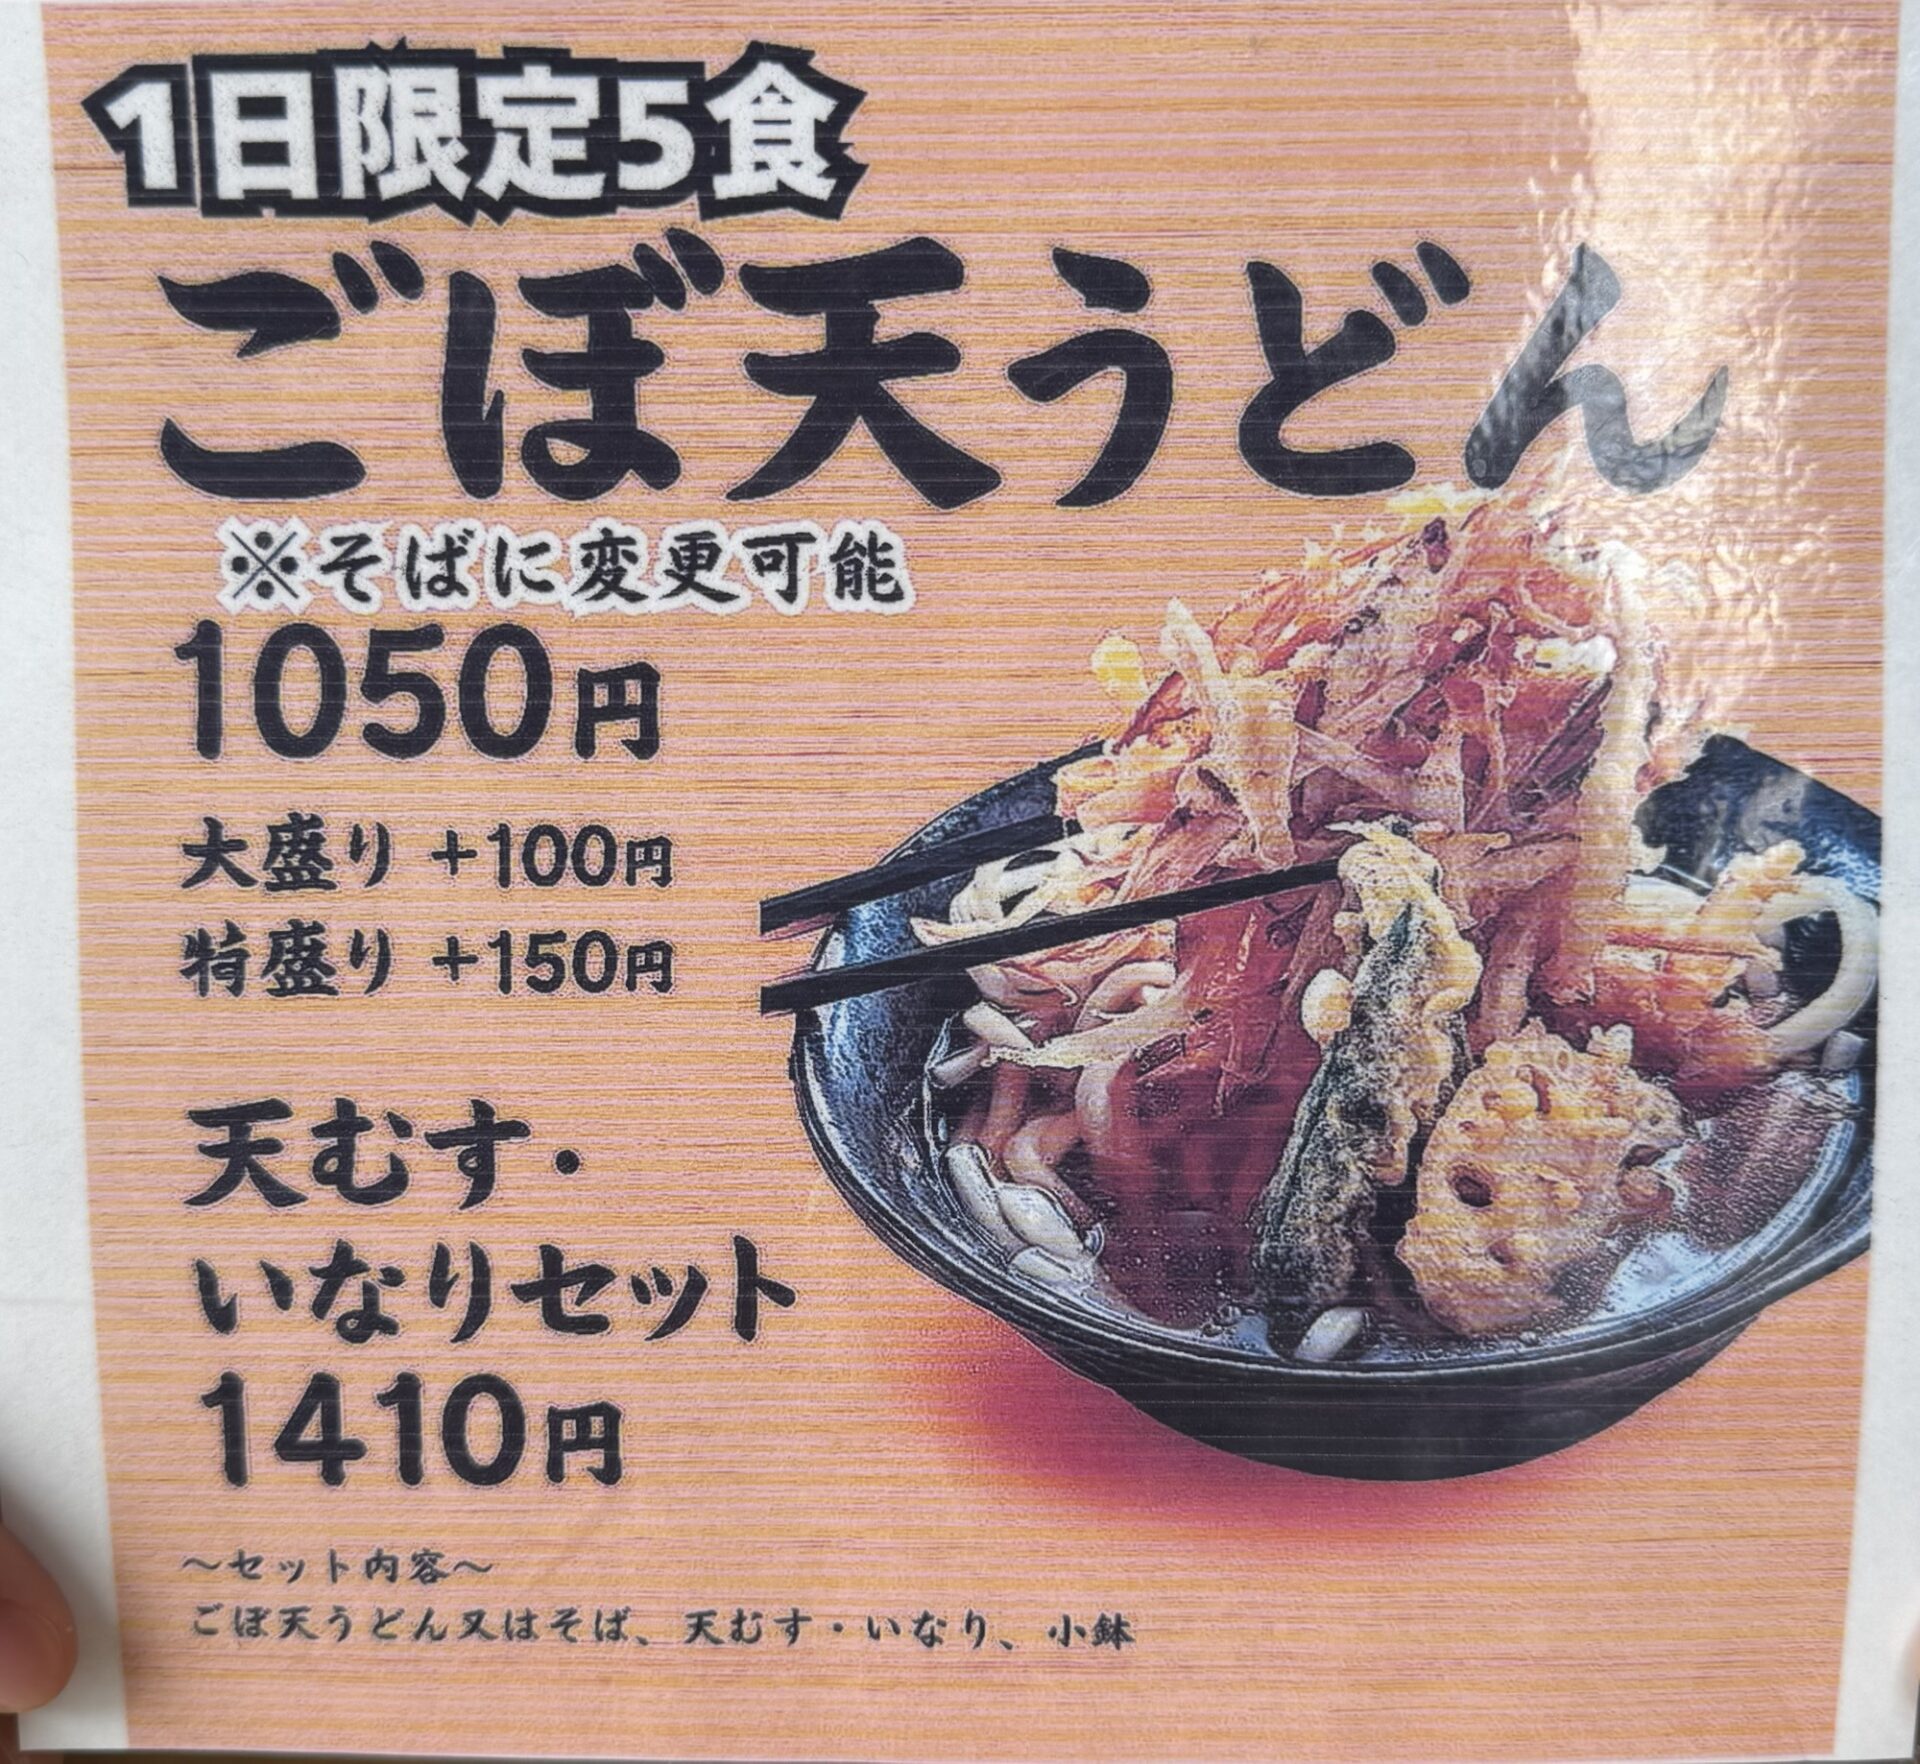 1日限定5食
ごぼ天うどん
※そばに変更可能
1050円
大盛り +100円
特盛り +150円
天むす・
いなりセット
1410円
～セット内容～
ごぼ天うどん又はそば、天むす・いなり、小鉢